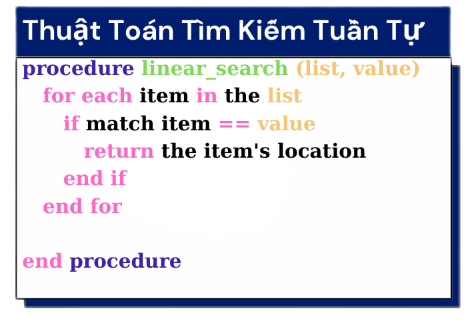 Thuật Toán Tìm Kiếm Tuần Tự
procedure linear_search (list, value)
for each item in the list
if match item == value
return the item's location
end if
end for
end procedure